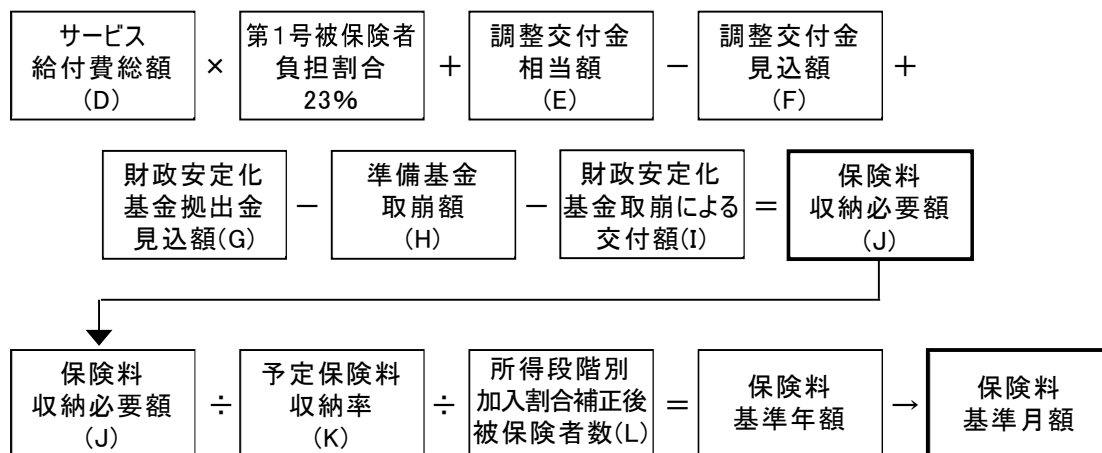 サービス
給付費総額
(D)
×
第1号被保険者
負担割合
23%
＋
調整交付金
相当額
(E)
－
調整交付金
見込額
(F)
＋
財政安定化
基金拠出金
見込額(G)
－
準備基金
取崩額
(H)
－
財政安定化
基金取崩による
交付額(I)
＝
保険料
収納必要額
(J)
保険料
収納必要額
(J)
÷
予定保険料
収納率
(K)
÷
所得段階別
加入割合補正後
被保険者数(L)
＝
保険料
基準年額
→
保険料
基準月額